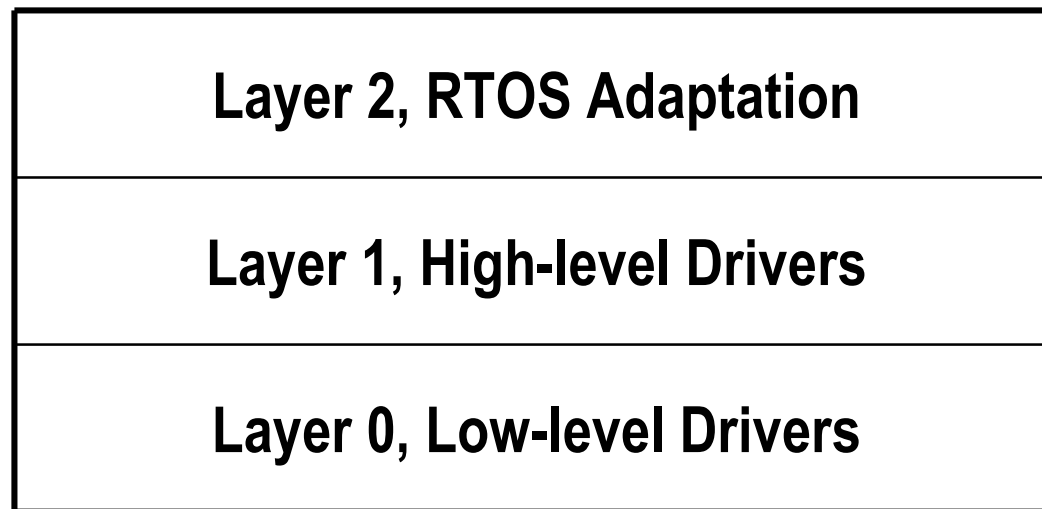 Layer 2, RTOS Adaptation
Layer 1, High-level Drivers
Layer 0, Low-level Drivers